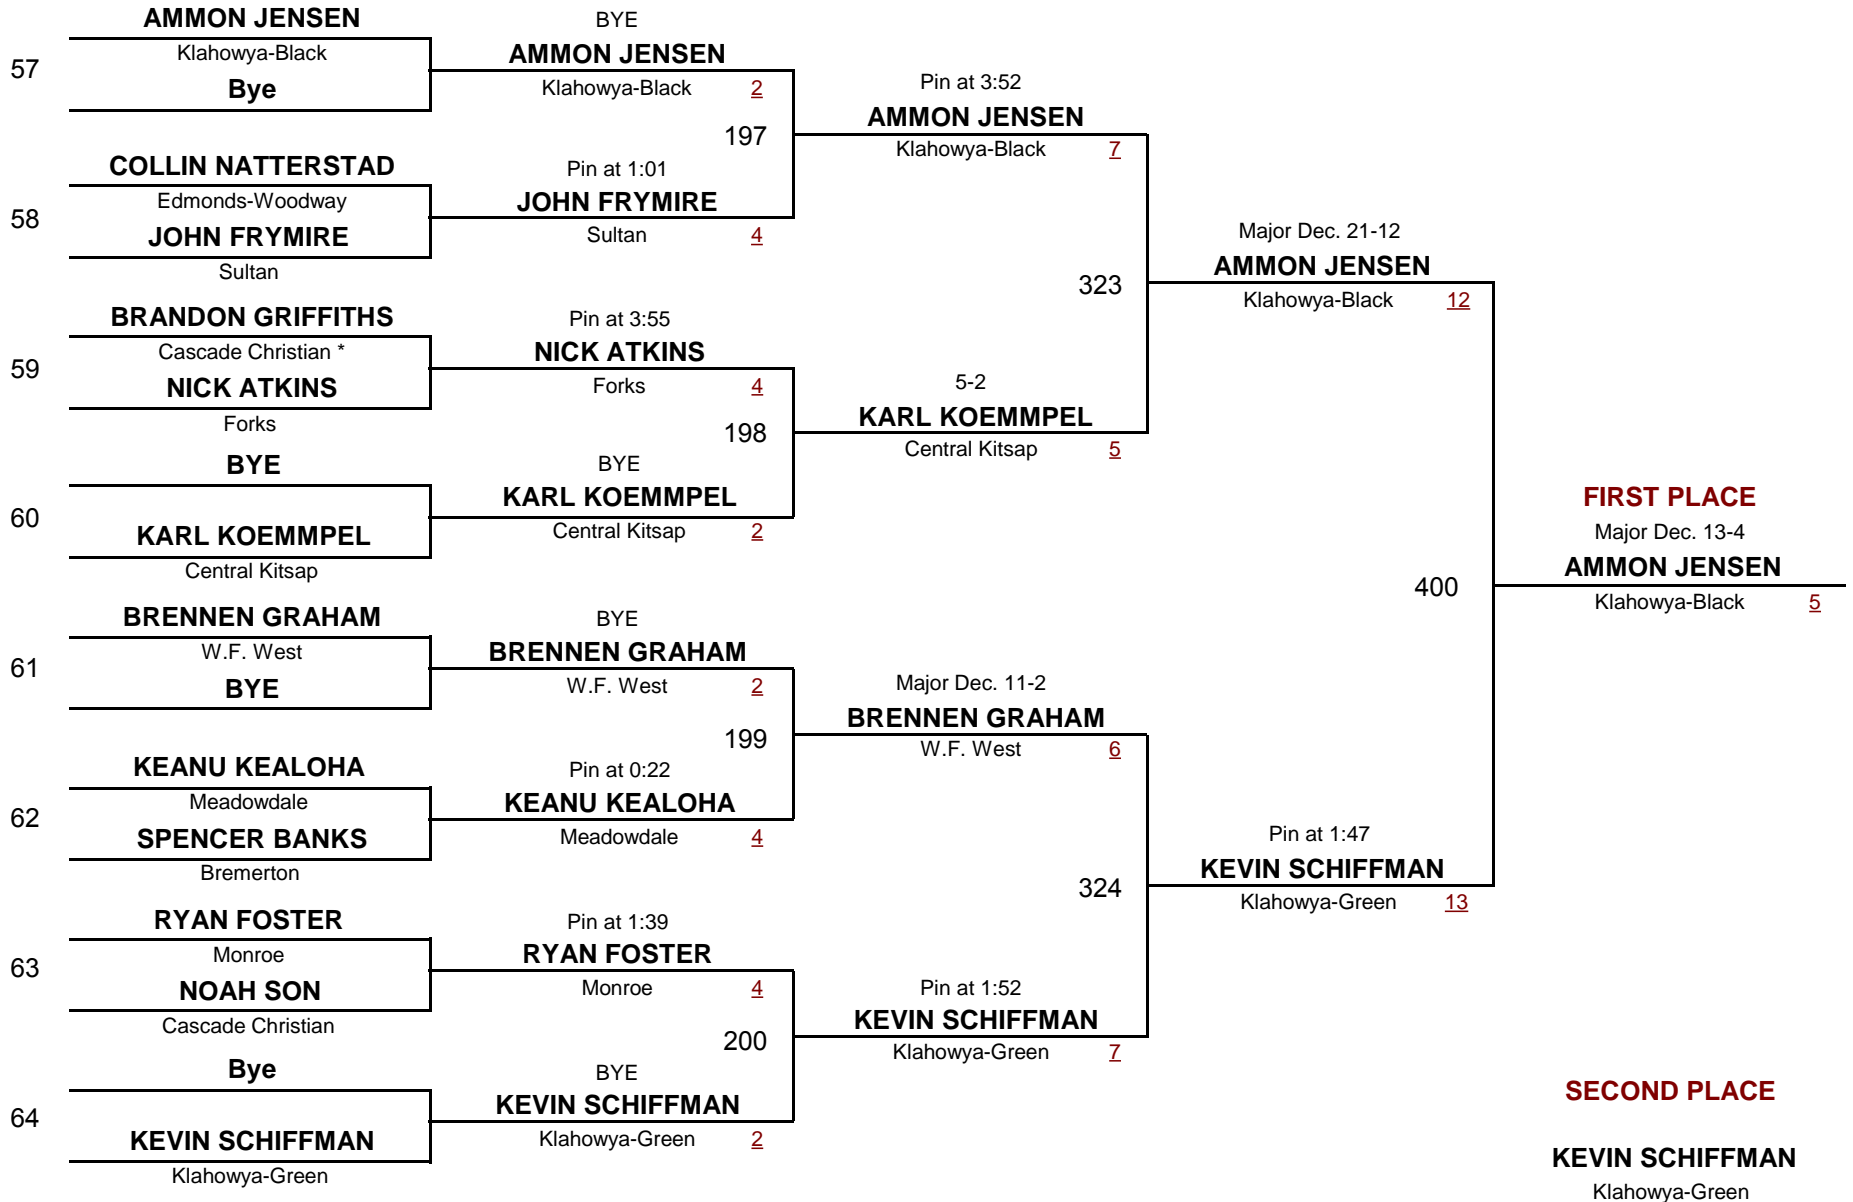 AMMON JENSEN
Klahowya-Black
57
Bye
COLLIN NATTERSTAD
Edmonds-Woodway
58
JOHN FRYMIRE
Sultan
BRANDON GRIFFITHS
Cascade Christian *
59
NICK ATKINS
Forks
BYE
60
KARL KOEMMPEL
Central Kitsap
BRENNEN GRAHAM
W.F. West
61
BYE
KEANU KEALOHA
Meadowdale
62
SPENCER BANKS
Bremerton
RYAN FOSTER
Monroe
63
NOAH SON
Cascade Christian
Bye
64
KEVIN SCHIFFMAN
Klahowya-Green
BYE
AMMON JENSEN
Klahowya-Black 2
197
Pin at 1:01
JOHN FRYMIRE
Sultan 4
Pin at 3:55
NICK ATKINS
Forks 4
198
BYE
KARL KOEMMPEL
Central Kitsap 2
BYE
BRENNEN GRAHAM
W.F. West 2
199
Pin at 0:22
KEANU KEALOHA
Meadowdale 4
Pin at 1:39
RYAN FOSTER
Monroe 4
200
BYE
KEVIN SCHIFFMAN
Klahowya-Green 2
Pin at 3:52
AMMON JENSEN
Klahowya-Black 7
323
5-2
KARL KOEMMPEL
Central Kitsap 5
Major Dec. 11-2
BRENNEN GRAHAM
W.F. West 6
324
Pin at 1:52
KEVIN SCHIFFMAN
Klahowya-Green 7
Major Dec. 21-12
AMMON JENSEN
Klahowya-Black 12
400
Pin at 1:47
KEVIN SCHIFFMAN
Klahowya-Green 13
FIRST PLACE
Major Dec. 13-4
AMMON JENSEN
Klahowya-Black 5
SECOND PLACE
KEVIN SCHIFFMAN
Klahowya-Green